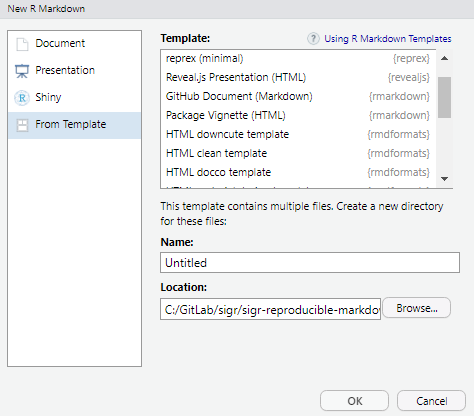 New R Markdown
Document
Presentation
Shiny
From Template
Template:
? Using R Markdown Templates
reprex (minimal) {reprex}
Reveal.js Presentation (HTML) {revealjs}
GitHub Document (Markdown) {rmarkdown}
Package Vignette (HTML) {rmarkdown}
HTML downcute template {rmdformats}
HTML clean template {rmdformats}
HTML docco template {rmdformats}
This template contains multiple files. Create a new directory
for these files:
Name:
Untitled
Location:
C:/GitLab/sigr/sigr-reproducible-markdow
Browse...
OK
Cancel